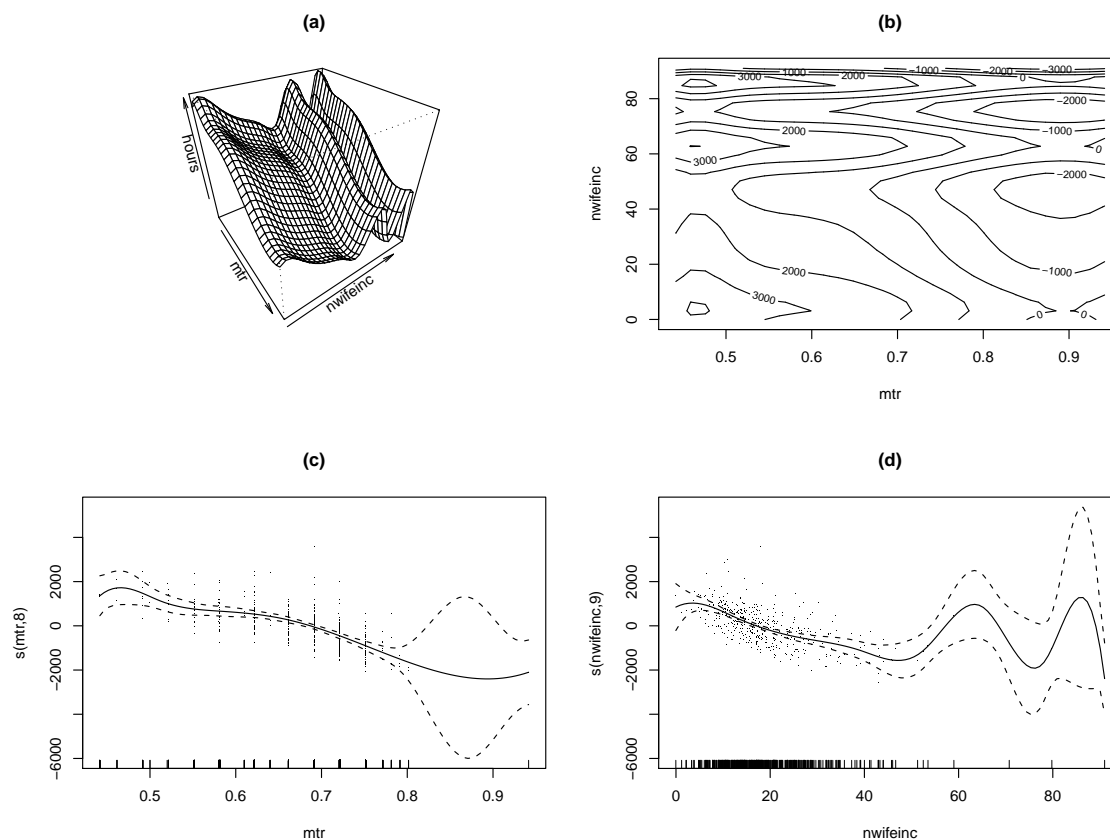 (a)
hours
mtr
nwifeinc
(b)
3000 1000 2000 −1000 −2000 −3000 0
2000 −2000 −1000
3000 2000 0
−2000
2000 −1000
3000 0 0
0 20 40 60 80
nwifeinc
0.5 0.6 0.7 0.8 0.9
mtr
(c)
−6000 −2000 0 2000
s(mtr,8)
0.5 0.6 0.7 0.8 0.9
mtr
(d)
−6000 −2000 0 2000
s(nwifeinc,9)
0 20 40 60 80
nwifeinc